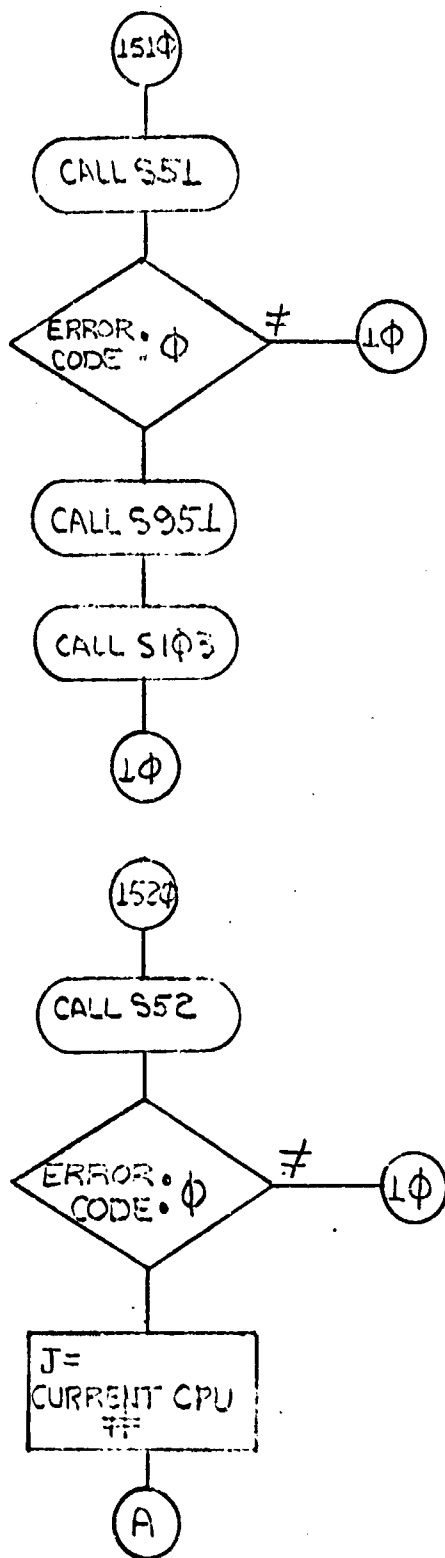 151φ
CALL S51
ERROR
CODE : φ
≠
1φ
CALL S951
CALL S1φ3
1φ
152φ
CALL S52
ERROR
CODE : φ
≠
1φ
J=
CURRENT CPU
#
A